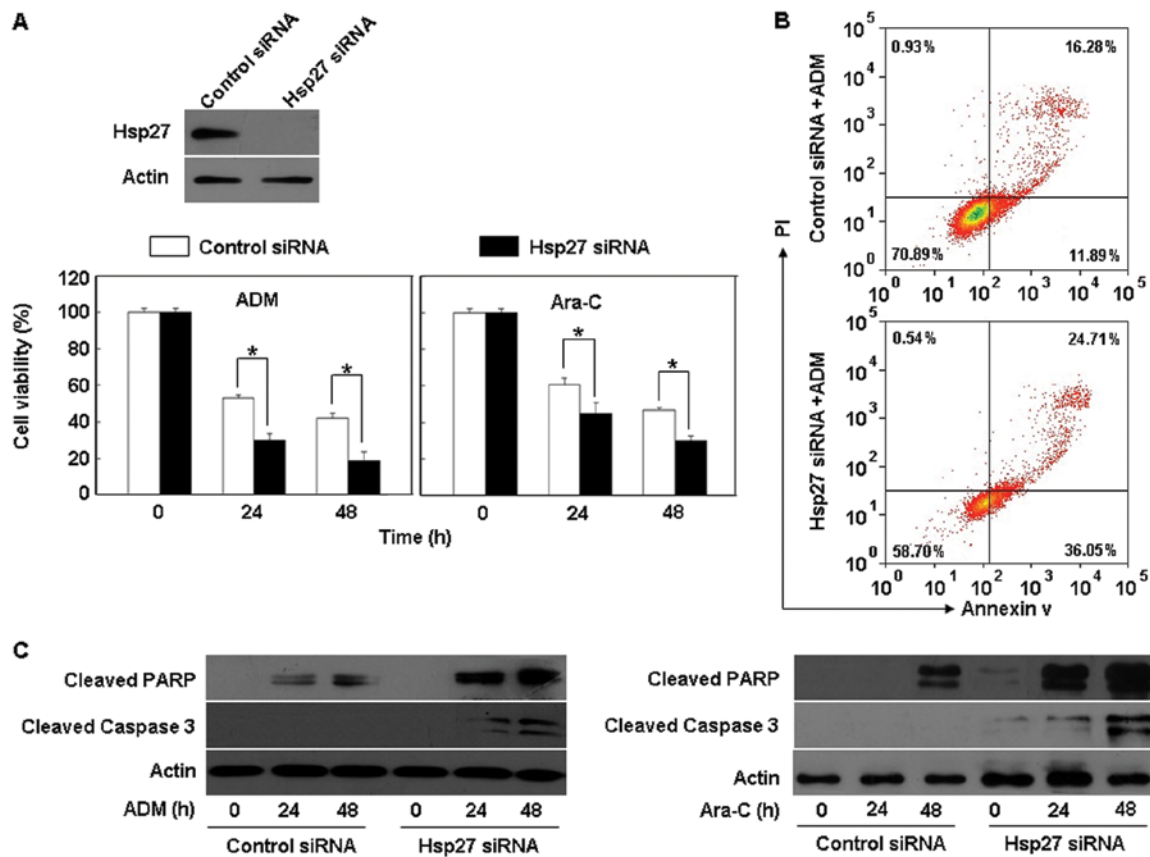 A
Control siRNA
Hsp27 siRNA
Hsp27
Actin
Control siRNA
Hsp27 siRNA
Cell viability (%)
120
100
80
60
40
20
0
ADM
*
*
0
24
48
Ara-C
*
*
0
24
48
Time (h)
B
Control siRNA +ADM
10^5
10^4
10^3
10^2
10^1
10^0
0.93%
16.28%
70.89%
11.89%
10^0 10^1 10^2 10^3 10^4 10^5
PI
Hsp27 siRNA +ADM
10^5
10^4
10^3
10^2
10^1
10^0
0.54%
24.71%
58.70%
36.05%
10^0 10^1 10^2 10^3 10^4 10^5
Annexin v
C
Cleaved PARP
Cleaved Caspase 3
Actin
ADM (h) 0 24 48 0 24 48
Control siRNA Hsp27 siRNA
Cleaved PARP
Cleaved Caspase 3
Actin
Ara-C (h) 0 24 48 0 24 48
Control siRNA Hsp27 siRNA